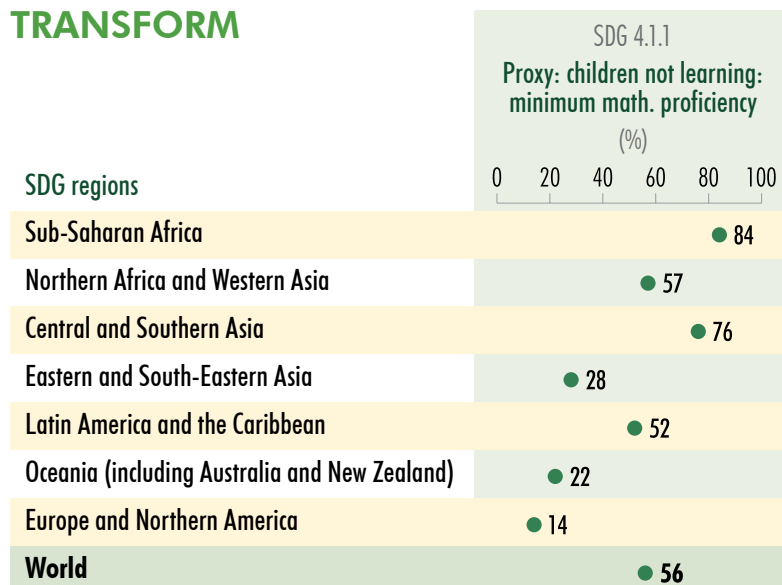 TRANSFORM
SDG 4.1.1
Proxy: children not learning:
minimum math. proficiency
(%)
SDG regions
0 20 40 60 80 100
Sub-Saharan Africa 84
Northern Africa and Western Asia 57
Central and Southern Asia 76
Eastern and South-Eastern Asia 28
Latin America and the Caribbean 52
Oceania (including Australia and New Zealand) 22
Europe and Northern America 14
World 56